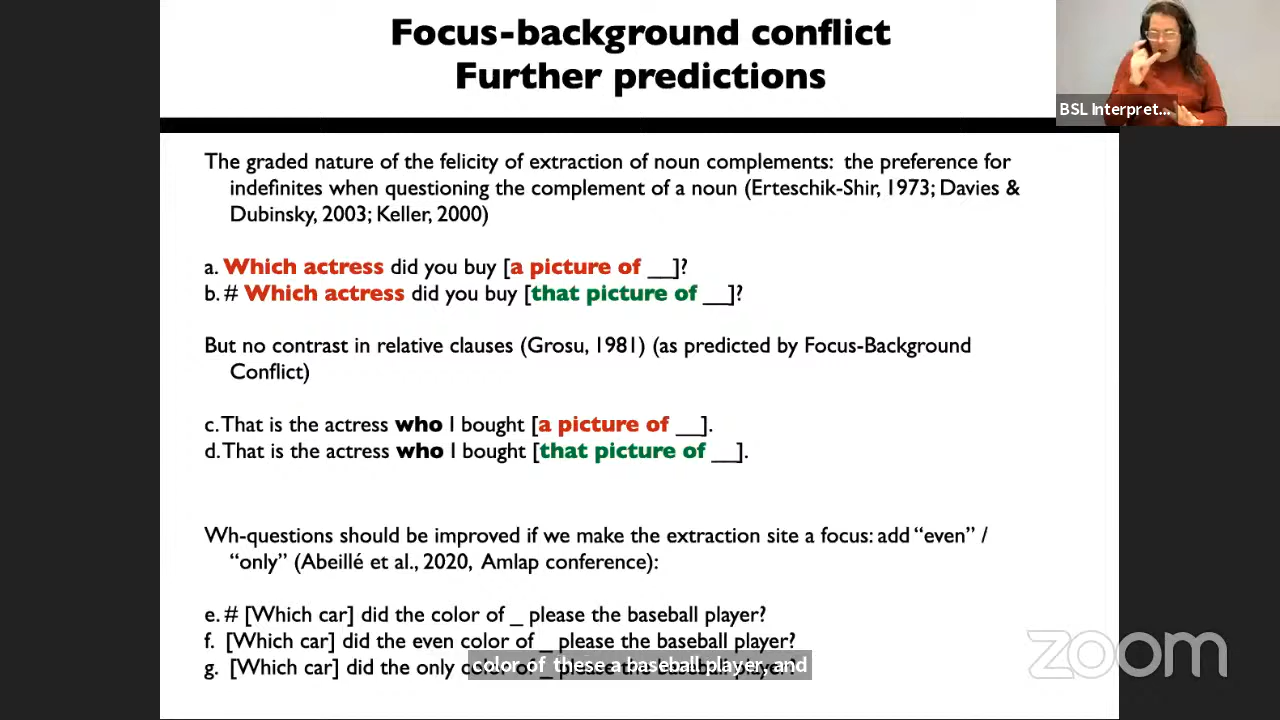 Focus-background conflict
Further predictions
BSL Interpret...
The graded nature of the felicity of extraction of noun complements: the preference for
indefinites when questioning the complement of a noun (Erteschik-Shir, 1973; Davies &
Dubinsky, 2003; Keller, 2000)
a. Which actress did you buy [a picture of __]?
b. # Which actress did you buy [that picture of __]?
But no contrast in relative clauses (Grosu, 1981) (as predicted by Focus-Background
Conflict)
c. That is the actress who I bought [a picture of __].
d. That is the actress who I bought [that picture of __].
Wh-questions should be improved if we make the extraction site a focus: add “even” /
“only” (Abeillé et al., 2020, Amlap conference):
e. # [Which car] did the color of _ please the baseball player?
f. [Which car] did the even color of _ please the baseball player?
g. [Which car] did the only color of _ please the baseball player?
color of these a baseball player, and
zoom